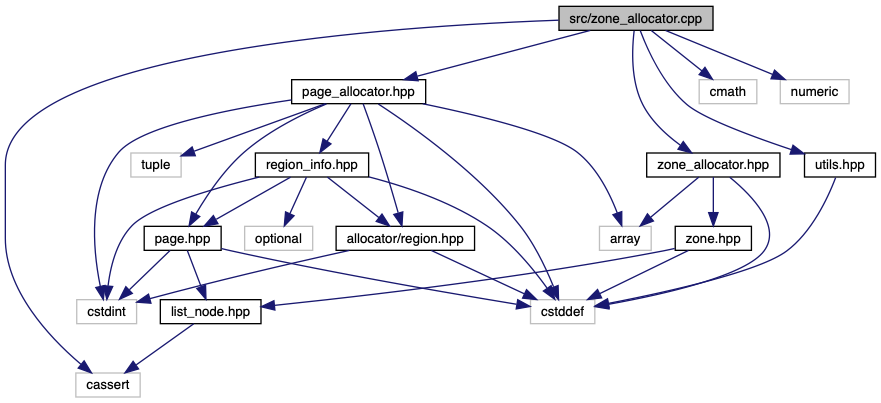 src/zone_allocator.cpp
page_allocator.hpp
cmath
numeric
tuple
region_info.hpp
zone_allocator.hpp
utils.hpp
page.hpp
optional
allocator/region.hpp
array
zone.hpp
cstdint
list_node.hpp
cstddef
cassert